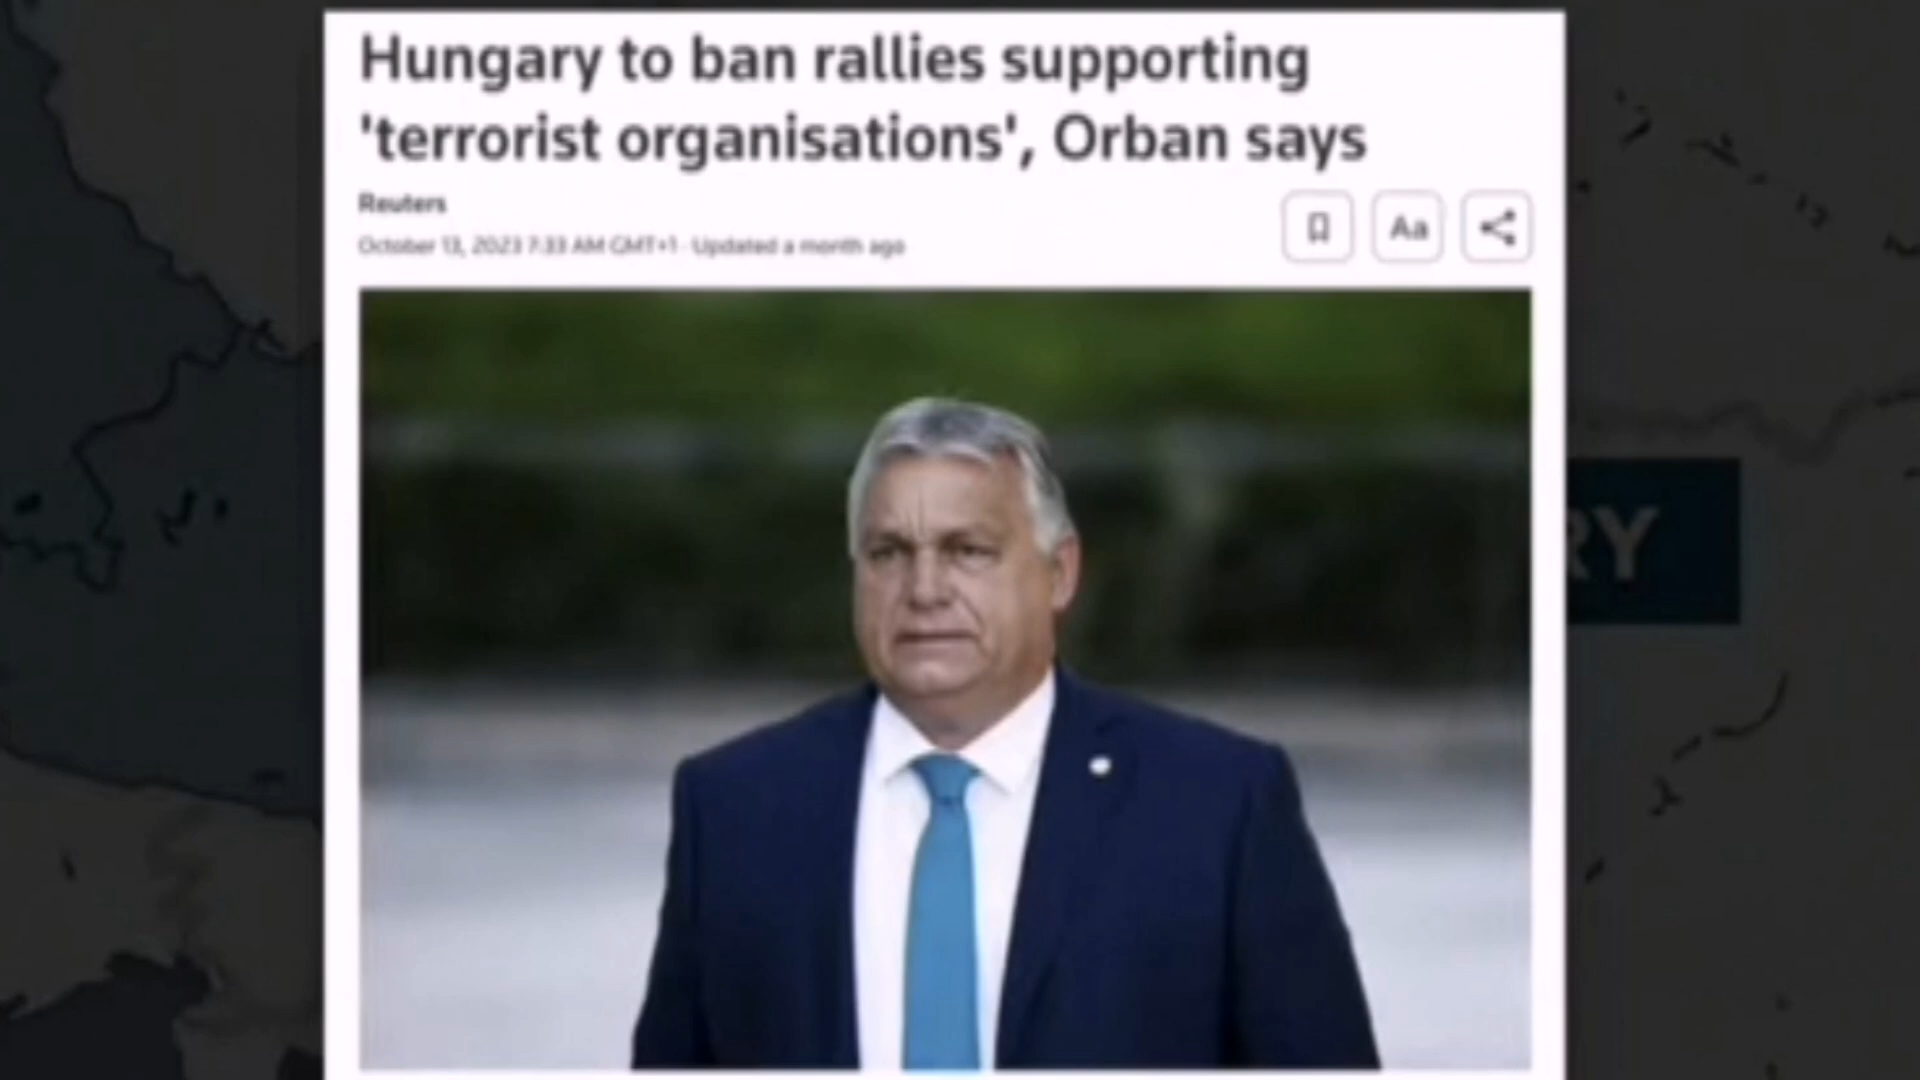 Hungary to ban rallies supporting
'terrorist organisations', Orban says
Reuters
October 13, 2023 7:33 AM GMT+1 · Updated a month ago
Aa
RY